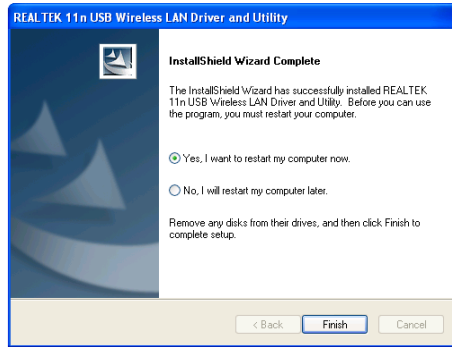 REALTEK 11n USB Wireless LAN Driver and Utility
InstallShield Wizard Complete
The InstallShield Wizard has successfully installed REALTEK
11n USB Wireless LAN Driver and Utility. Before you can use
the program, you must restart your computer.
Yes, I want to restart my computer now.
No, I will restart my computer later.
Remove any disks from their drives, and then click Finish to
complete setup.
< Back Finish Cancel